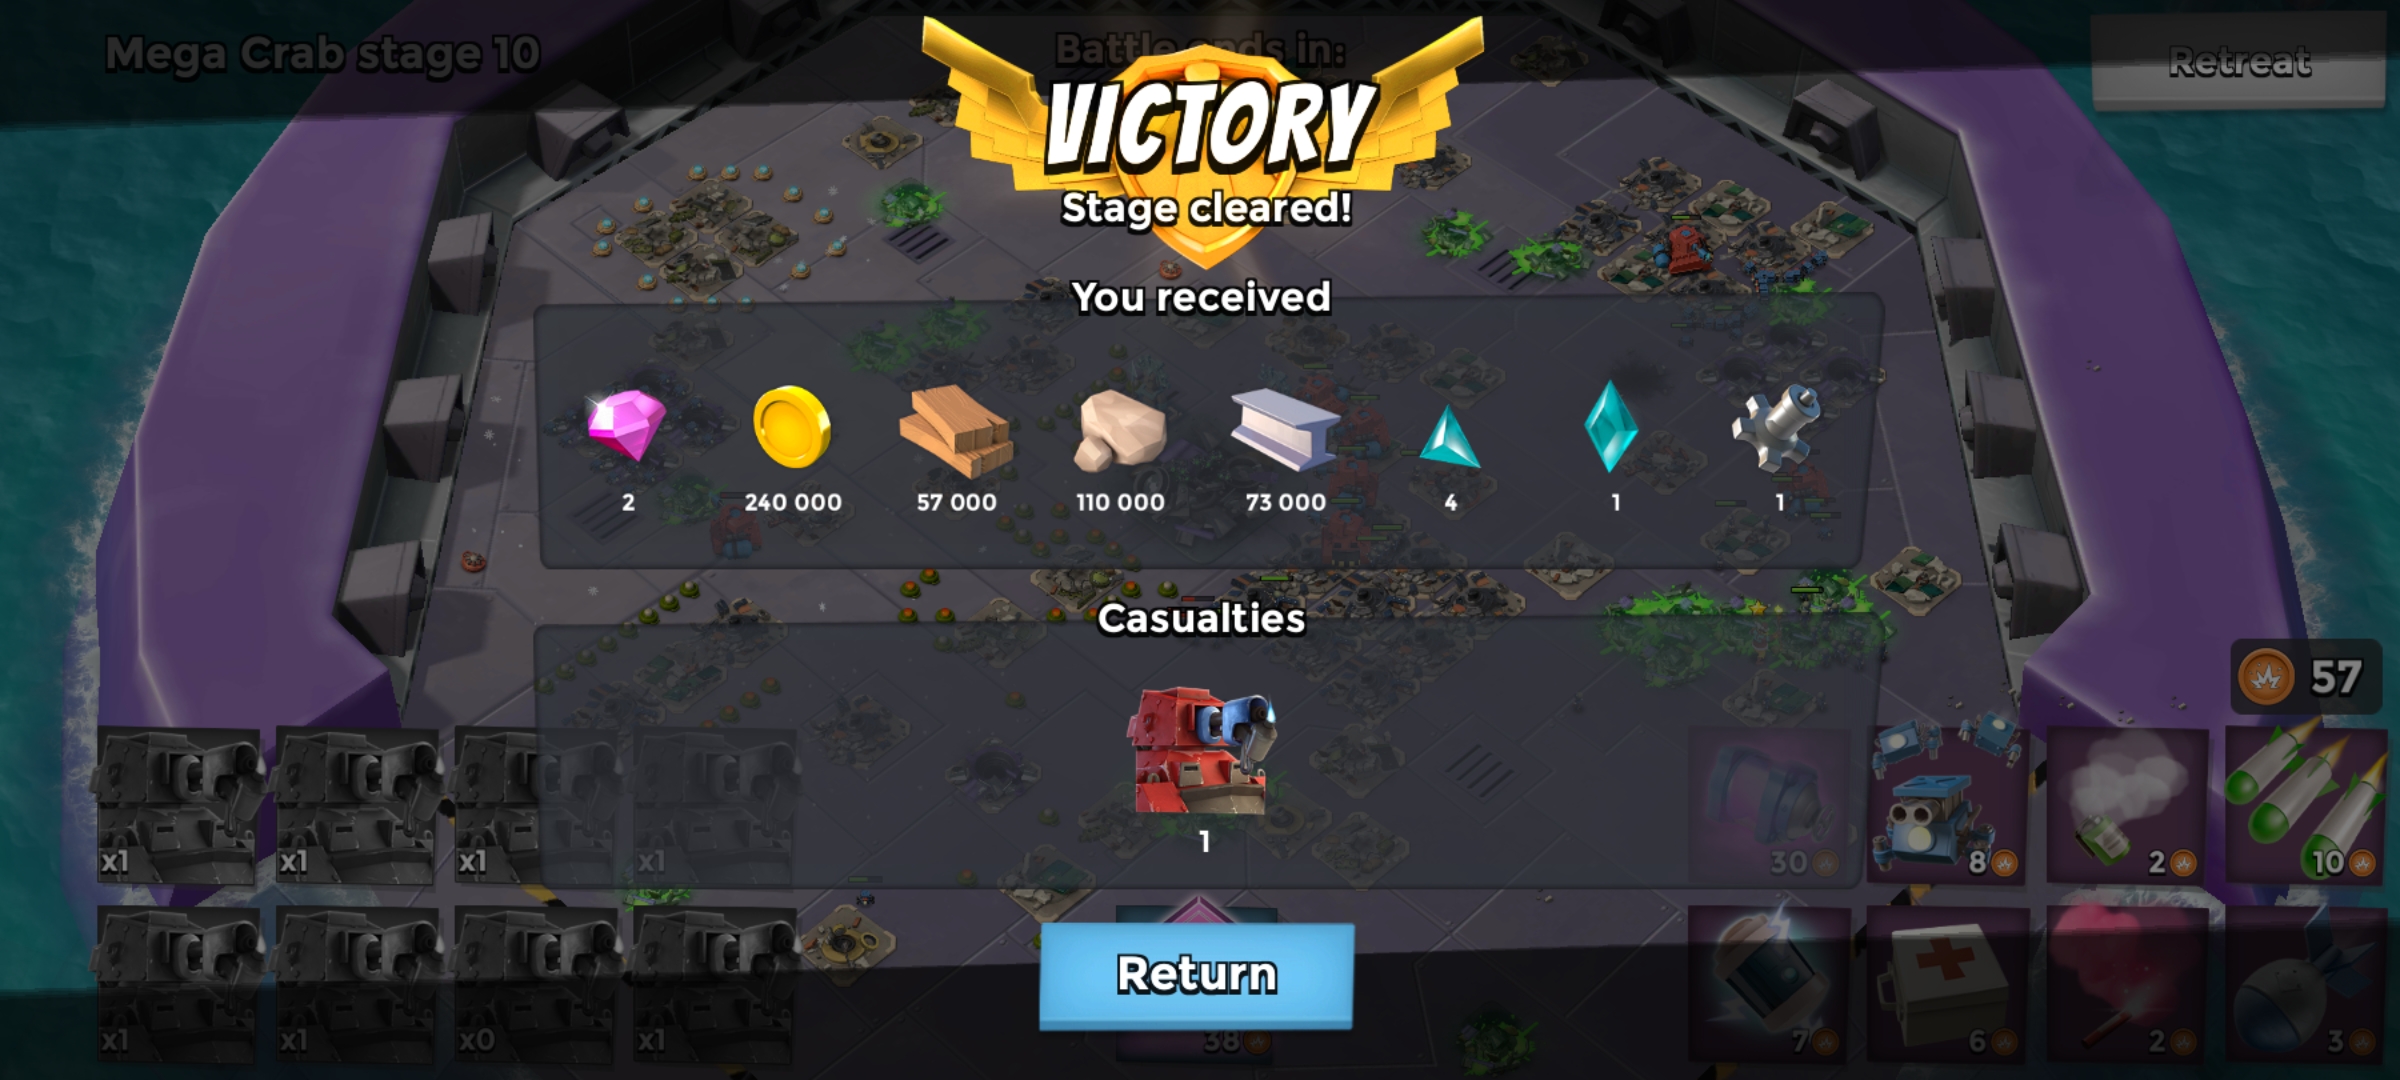 Mega Crab stage 10
Battle ends in:
Retreat
VICTORY
Stage cleared!
You received
2
240 000
57 000
110 000
73 000
4
1
1
Casualties
1
57
x1
x1
x1
x1
30
8
2
10
x1
x1
x0
x1
Return
38
7
6
2
3